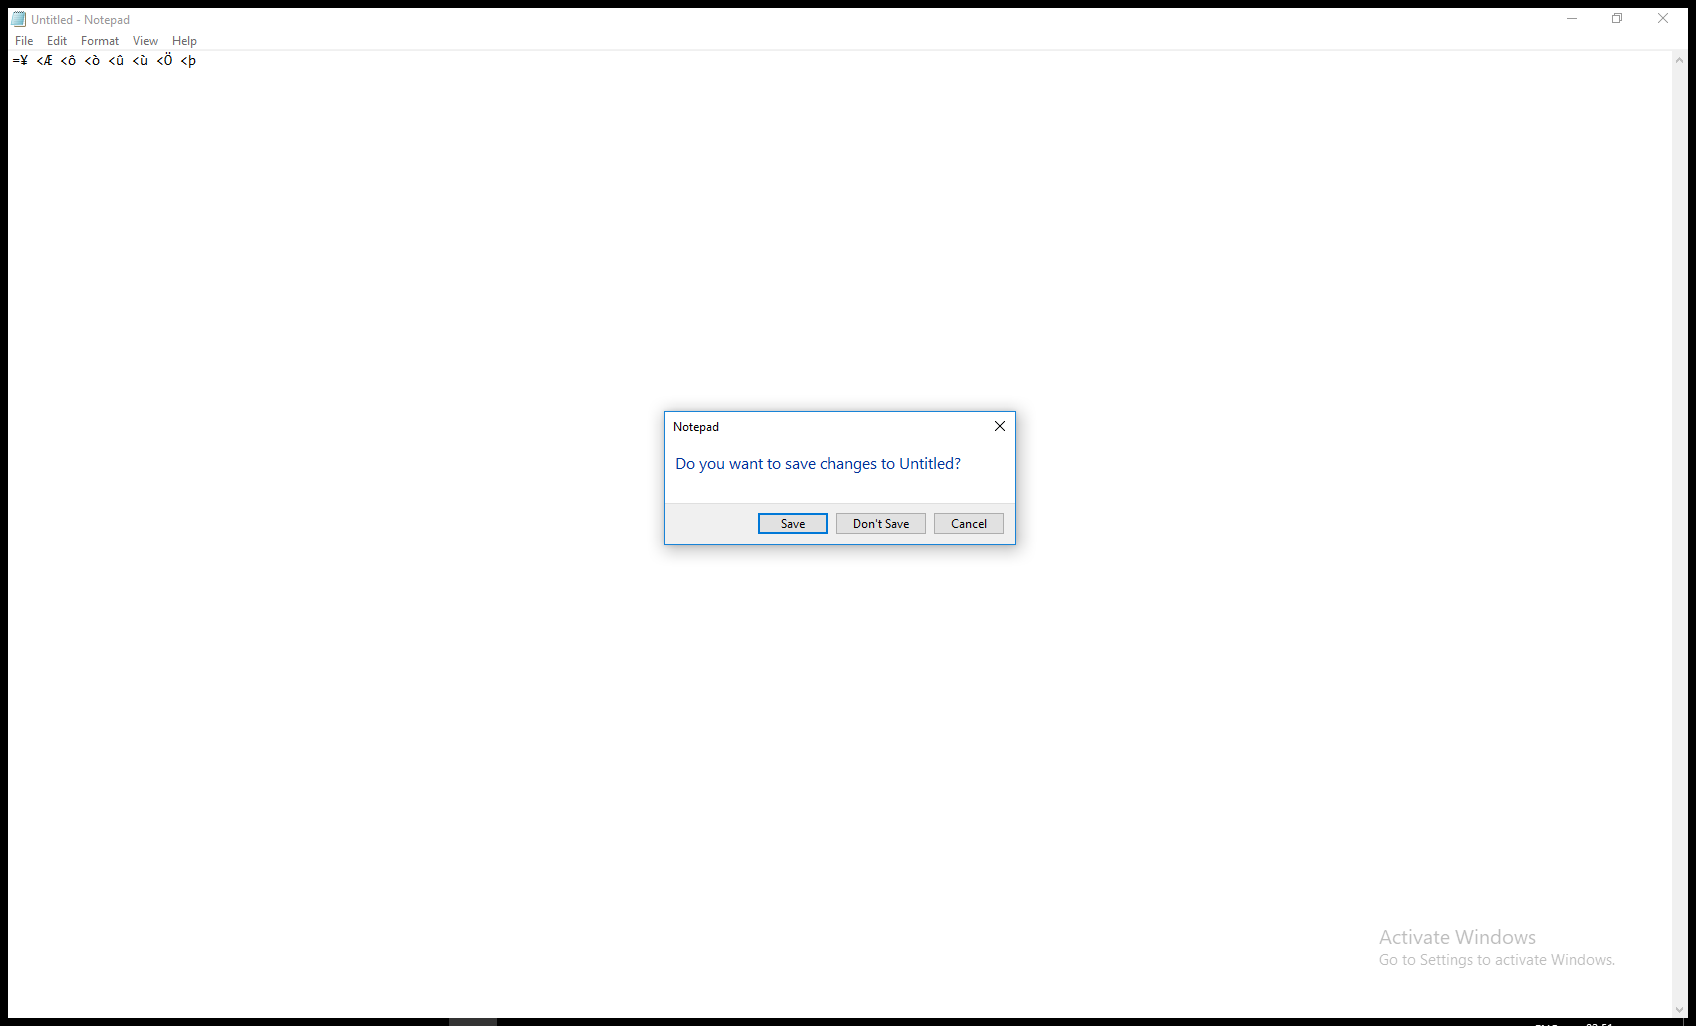 Untitled - Notepad
File Edit Format View Help
=¥ <Æ <ô <ò <û <ù <Ö <þ
Notepad
Do you want to save changes to Untitled?
Save Don't Save Cancel
Activate Windows
Go to Settings to activate Windows.